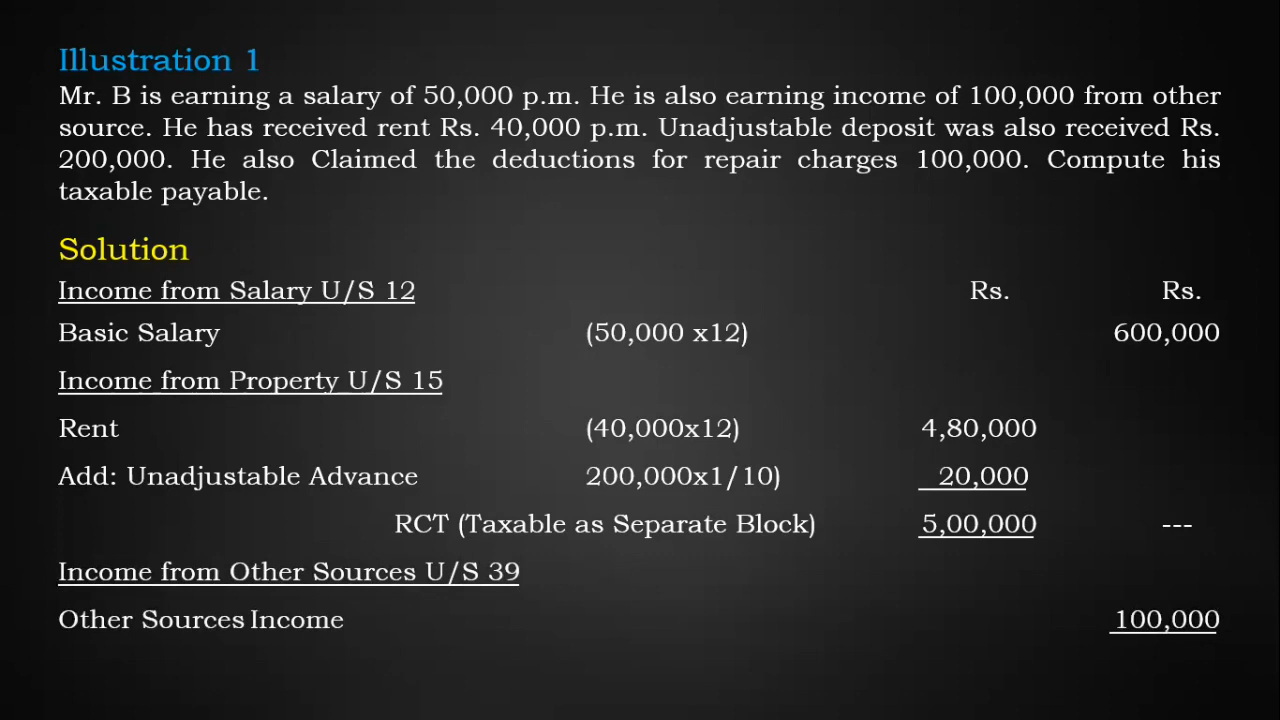 Illustration 1
Mr. B is earning a salary of 50,000 p.m. He is also earning income of 100,000 from other
source. He has received rent Rs. 40,000 p.m. Unadjustable deposit was also received Rs.
200,000. He also Claimed the deductions for repair charges 100,000. Compute his
taxable payable.
Solution
Income from Salary U/S 12 Rs. Rs.
Basic Salary (50,000 x12) 600,000
Income from Property U/S 15
Rent (40,000x12) 4,80,000
Add: Unadjustable Advance 200,000x1/10) 20,000
RCT (Taxable as Separate Block) 5,00,000 ---
Income from Other Sources U/S 39
Other Sources Income 100,000